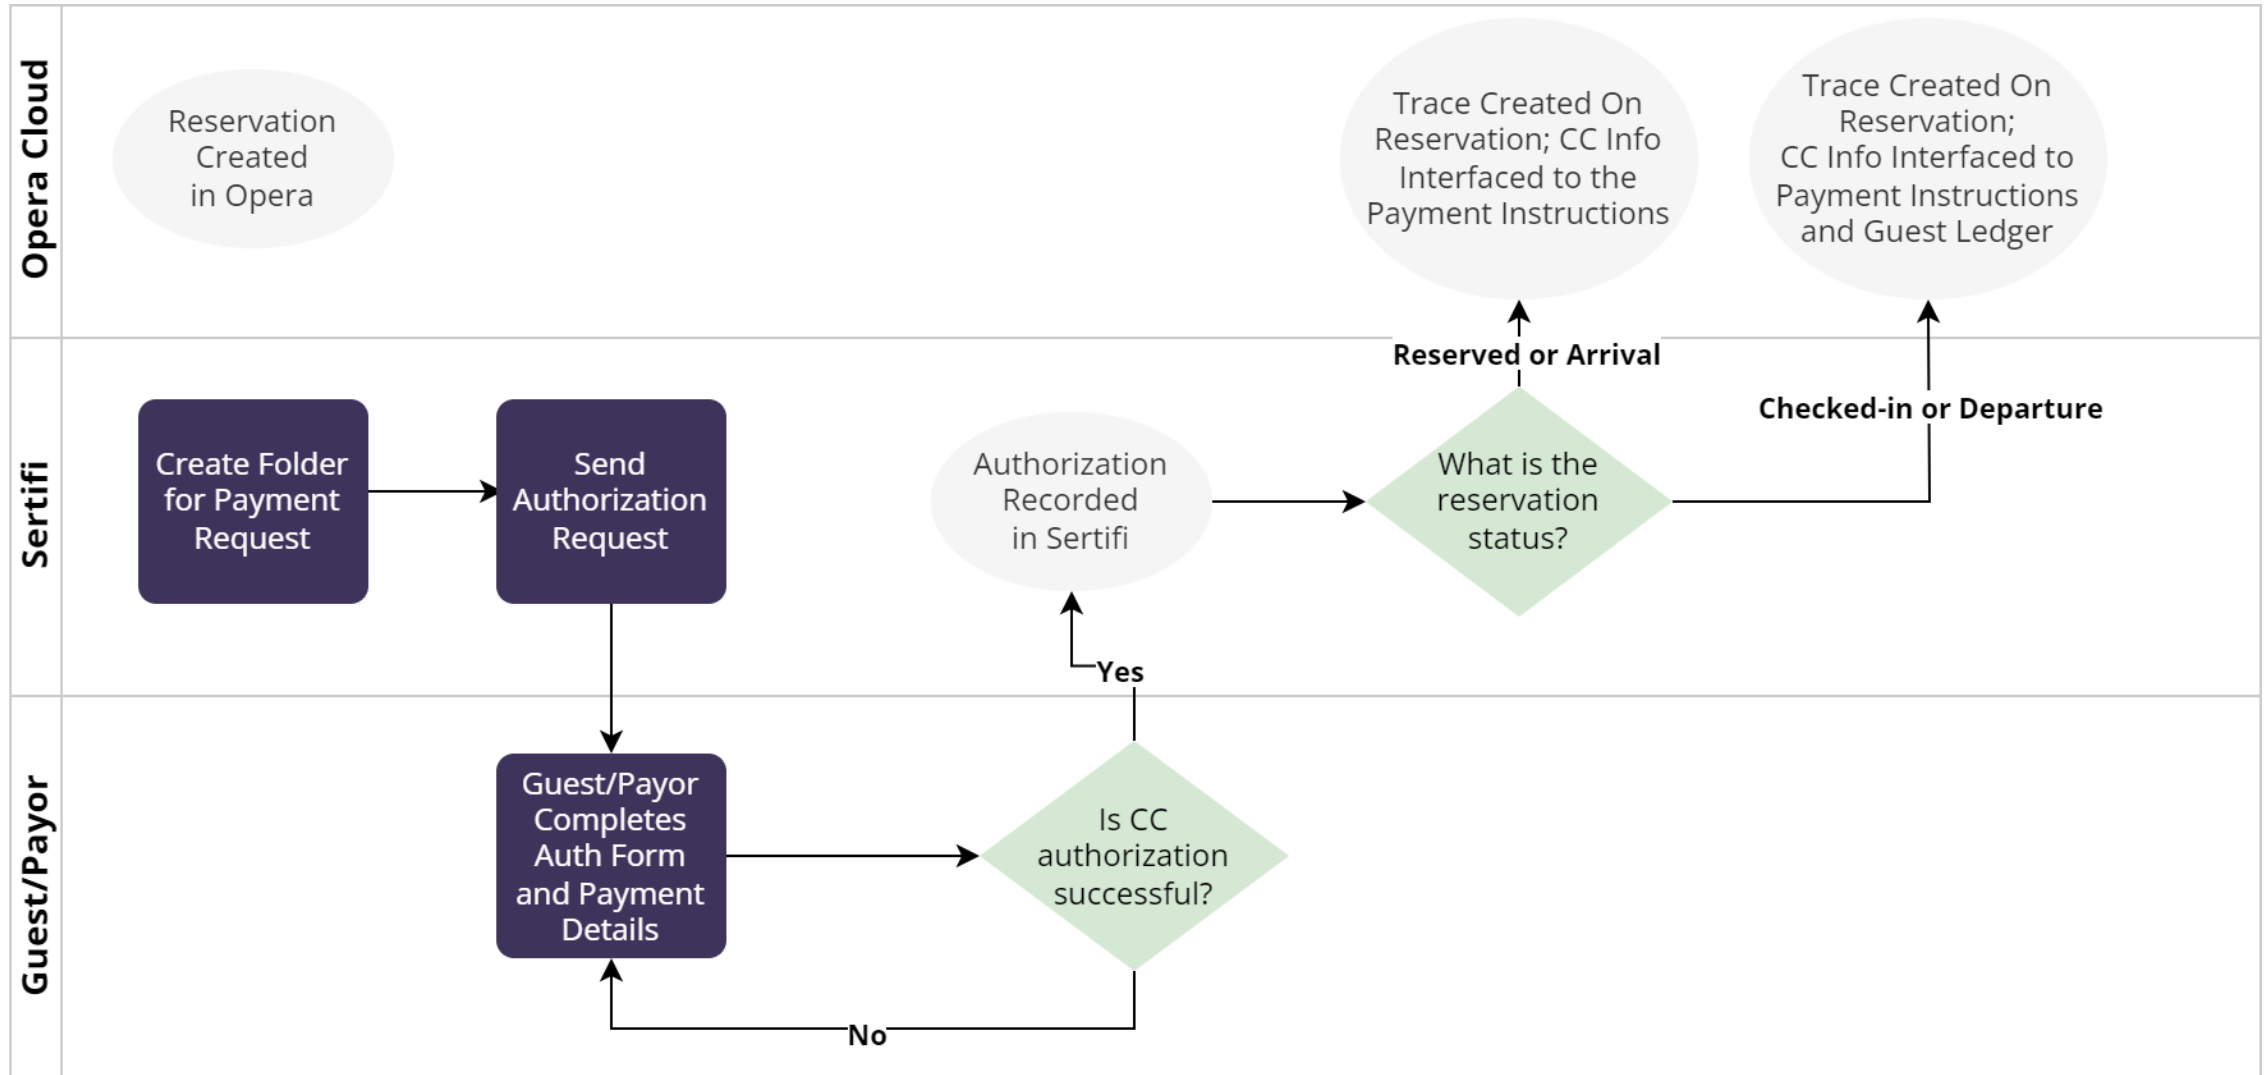 Opera Cloud
Reservation
Created
in Opera
Trace Created On
Reservation; CC Info
Interfaced to the
Payment Instructions
Trace Created On
Reservation;
CC Info Interfaced to
Payment Instructions
and Guest Ledger
Reserved or Arrival
Checked-in or Departure
Sertifi
Create Folder
for Payment
Request
Send
Authorization
Request
Authorization
Recorded
in Sertifi
What is the
reservation
status?
Yes
Guest/Payor
Guest/Payor
Completes
Auth Form
and Payment
Details
Is CC
authorization
successful?
No